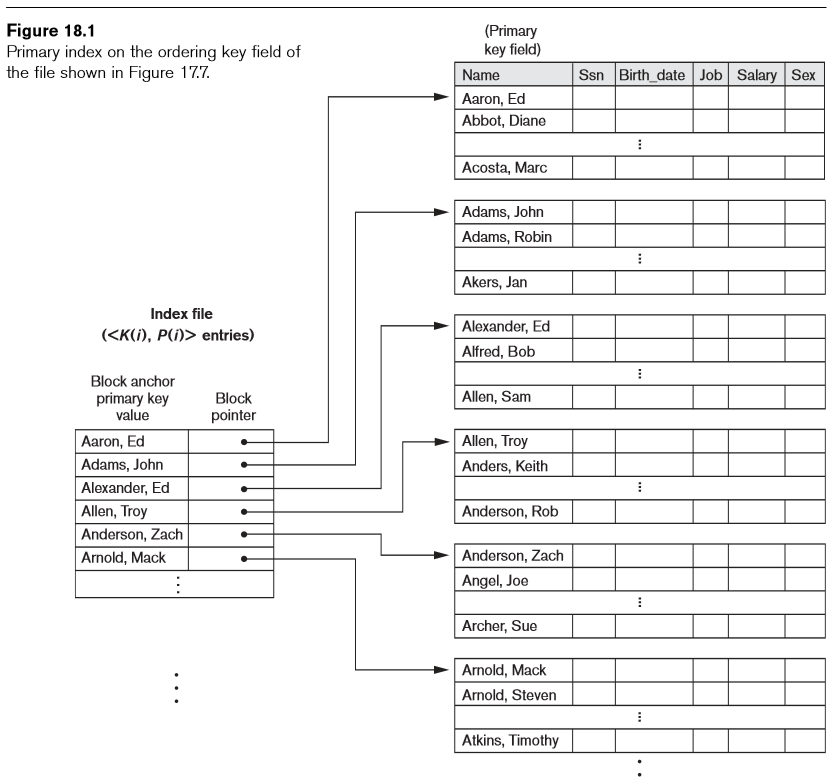 Figure 18.1
Primary index on the ordering key field of
the file shown in Figure 17.7.
(Primary
key field)
Name Ssn Birth_date Job Salary Sex
Aaron, Ed
Abbot, Diane
⋮
Acosta, Marc
Adams, John
Adams, Robin
⋮
Akers, Jan
Alexander, Ed
Alfred, Bob
⋮
Allen, Sam
Allen, Troy
Anders, Keith
⋮
Anderson, Rob
Anderson, Zach
Angel, Joe
⋮
Archer, Sue
Arnold, Mack
Arnold, Steven
⋮
Atkins, Timothy
Index file
(<K(i), P(i)> entries)
Block anchor
primary key
value
Block
pointer
Aaron, Ed
Adams, John
Alexander, Ed
Allen, Troy
Anderson, Zach
Arnold, Mack
⋮